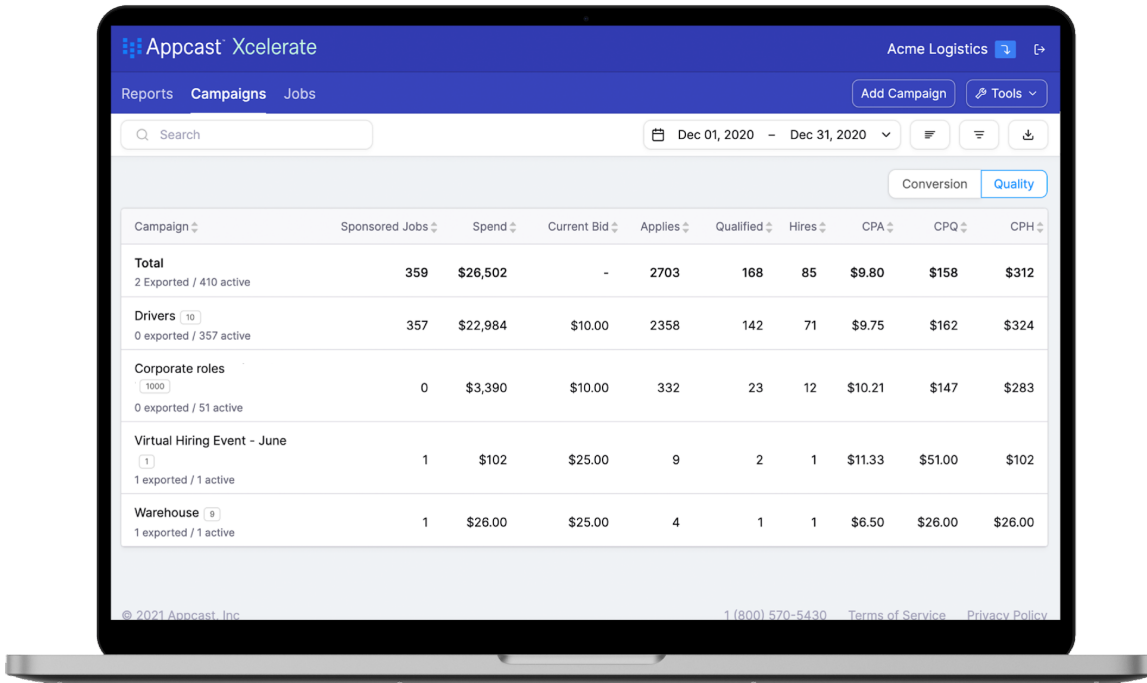 Appcast™ Xcelerate
Acme Logistics
Reports Campaigns Jobs
Add Campaign Tools
Search
Dec 01, 2020 – Dec 31, 2020
Conversion Quality
Campaign Sponsored Jobs Spend Current Bid Applies Qualified Hires CPA CPQ CPH
Total
359 $26,502 - 2703 168 85 $9.80 $158 $312
2 Exported / 410 active
Drivers 10
357 $22,984 $10.00 2358 142 71 $9.75 $162 $324
0 exported / 357 active
Corporate roles
1000
0 $3,390 $10.00 332 23 12 $10.21 $147 $283
0 exported / 51 active
Virtual Hiring Event - June
1
1 $102 $25.00 9 2 1 $11.33 $51.00 $102
1 exported / 1 active
Warehouse 9
1 $26.00 $25.00 4 1 1 $6.50 $26.00 $26.00
1 exported / 1 active
© 2021 Appcast, Inc 1 (800) 570-5430 Terms of Service Privacy Policy